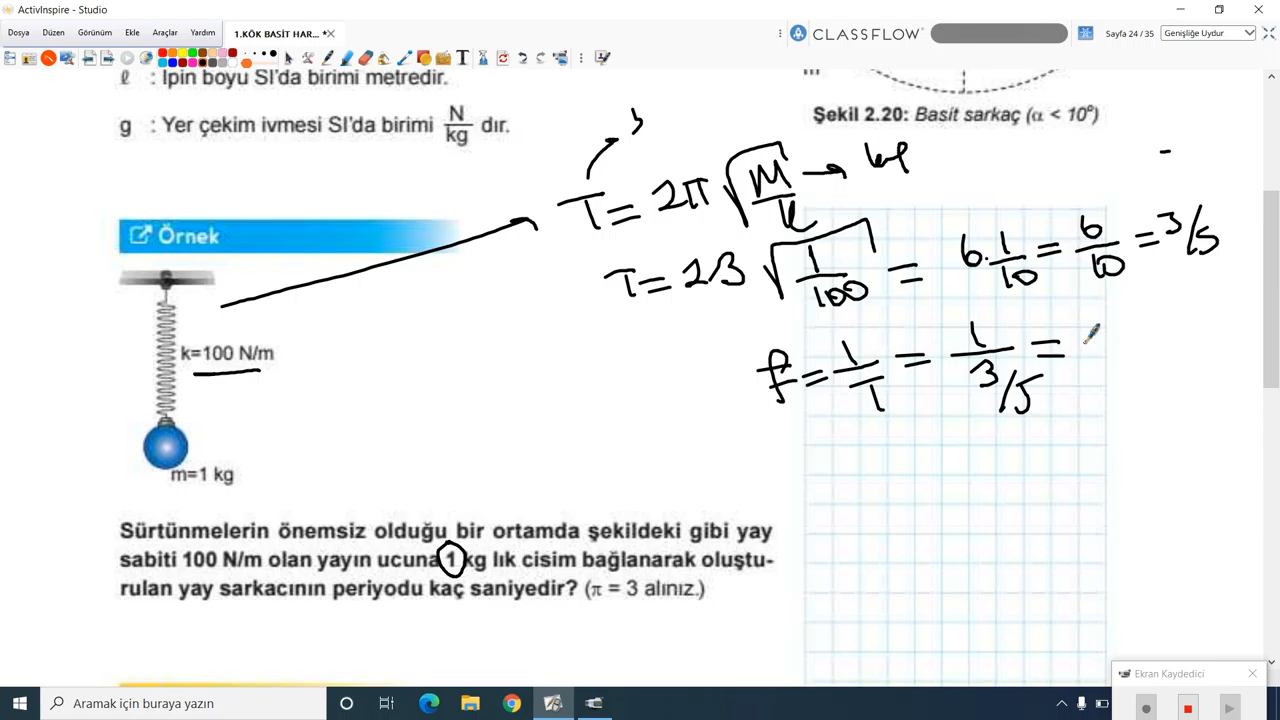 ActivInspire - Studio
Dosya Düzen Görünüm Ekle Araçlar Yardım
1.KÖK BASİT HAR... *
CLASSFLOW
Sayfa 24 / 35
Genişliğe Uydur
ℓ : İpin boyu SI'da birimi metredir.
g : Yer çekim ivmesi SI'da birimi N/kg dır.
m
Şekil 2.20: Basit sarkaç (α < 10°)
T = 2π √(M/k) →
T = 2.3 √(1/100) = 6.1/10 = 6/10 = 3/5
f = 1/T = 1/(3/5) =
Örnek
k=100 N/m
m=1 kg
Sürtünmelerin önemsiz olduğu bir ortamda şekildeki gibi yay
sabiti 100 N/m olan yayın ucuna 1 kg lık cisim bağlanarak oluştu-
rulan yay sarkacının periyodu kaç saniyedir? (π = 3 alınız.)
Ekran Kaydedici
Aramak için buraya yazın